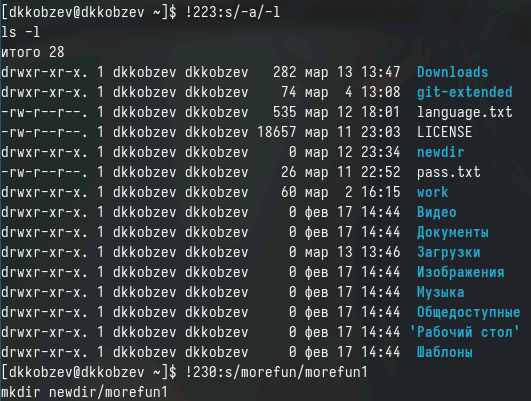 [dkkobzev@dkkobzev ~]$ !223:s/-a/-l
ls -l
итого 28
drwxr-xr-x. 1 dkkobzev dkkobzev   282 мар 13 13:47  Downloads
drwxr-xr-x. 1 dkkobzev dkkobzev    74 мар  4 13:08  git-extended
-rw-r--r--. 1 dkkobzev dkkobzev   535 мар 12 18:01  language.txt
-rw-r--r--. 1 dkkobzev dkkobzev 18657 мар 11 23:03  LICENSE
drwxr-xr-x. 1 dkkobzev dkkobzev     0 мар 12 23:34  newdir
-rw-r--r--. 1 dkkobzev dkkobzev    26 мар 11 22:52  pass.txt
drwxr-xr-x. 1 dkkobzev dkkobzev    60 мар  2 16:15  work
drwxr-xr-x. 1 dkkobzev dkkobzev     0 фев 17 14:44  Видео
drwxr-xr-x. 1 dkkobzev dkkobzev     0 фев 17 14:44  Документы
drwxr-xr-x. 1 dkkobzev dkkobzev     0 мар 13 13:46  Загрузки
drwxr-xr-x. 1 dkkobzev dkkobzev     0 фев 17 14:44  Изображения
drwxr-xr-x. 1 dkkobzev dkkobzev     0 фев 17 14:44  Музыка
drwxr-xr-x. 1 dkkobzev dkkobzev     0 фев 17 14:44  Общедоступные
drwxr-xr-x. 1 dkkobzev dkkobzev     0 фев 17 14:44 'Рабочий стол'
drwxr-xr-x. 1 dkkobzev dkkobzev     0 фев 17 14:44  Шаблоны
[dkkobzev@dkkobzev ~]$ !230:s/morefun/morefun1
mkdir newdir/morefun1